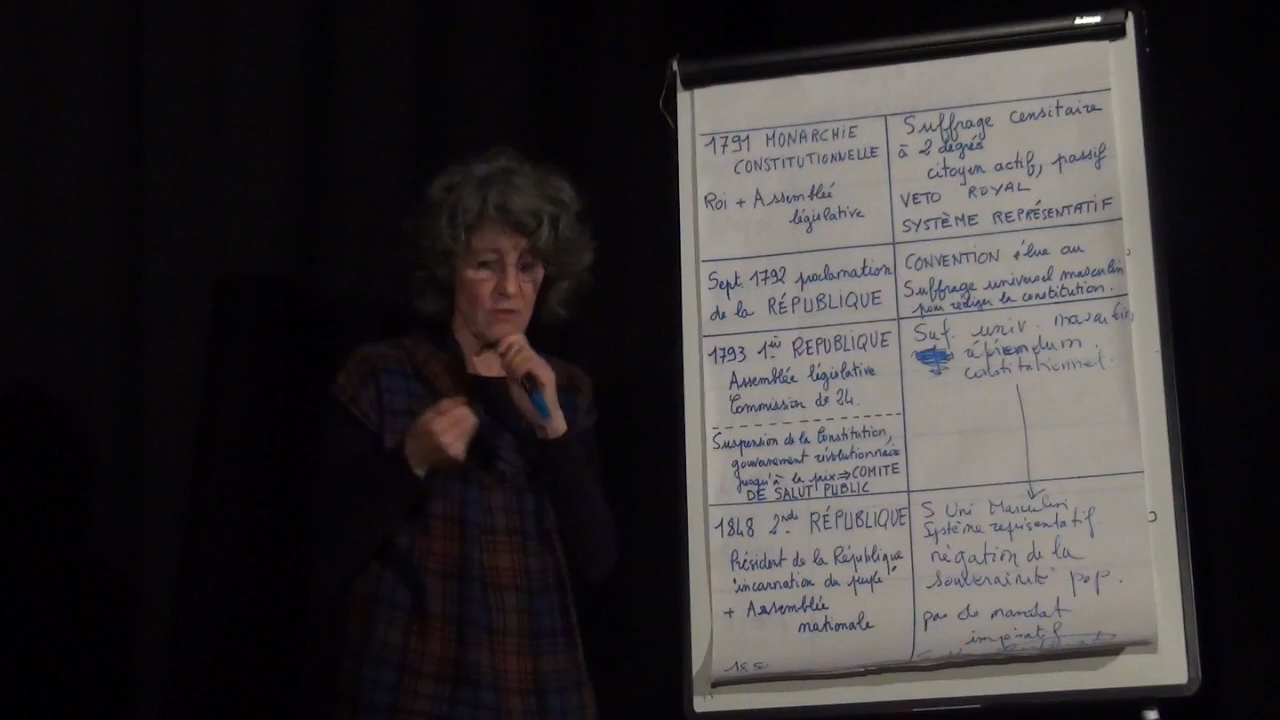 1791 MONARCHIE
CONSTITUTIONNELLE
Roi + Assemblée
législative
Suffrage censitaire
à 2 dégrés
citoyen actif, passif
VETO ROYAL
SYSTÈME REPRÉSENTATIF
Sept. 1792 proclamation
de la RÉPUBLIQUE
CONVENTION élue au
Suffrage universel masculin
pour rédiger la constitution.
1793 1ère REPUBLIQUE
Assemblée législative
Commission de 24.
Suspension de la Constitution,
gouvernement révolutionnaire
jusqu'à la paix ⇒ COMITE
DE SALUT PUBLIC
Suf. univ. masculin
référendum.
constitutionnel.
1848 2nde RÉPUBLIQUE
Président de la République
"incarnation du peuple"
+ Assemblée
nationale
S Uni Masculin
Système représentatif
négation de la
souveraineté pop.
pas de mandat
impératif
185